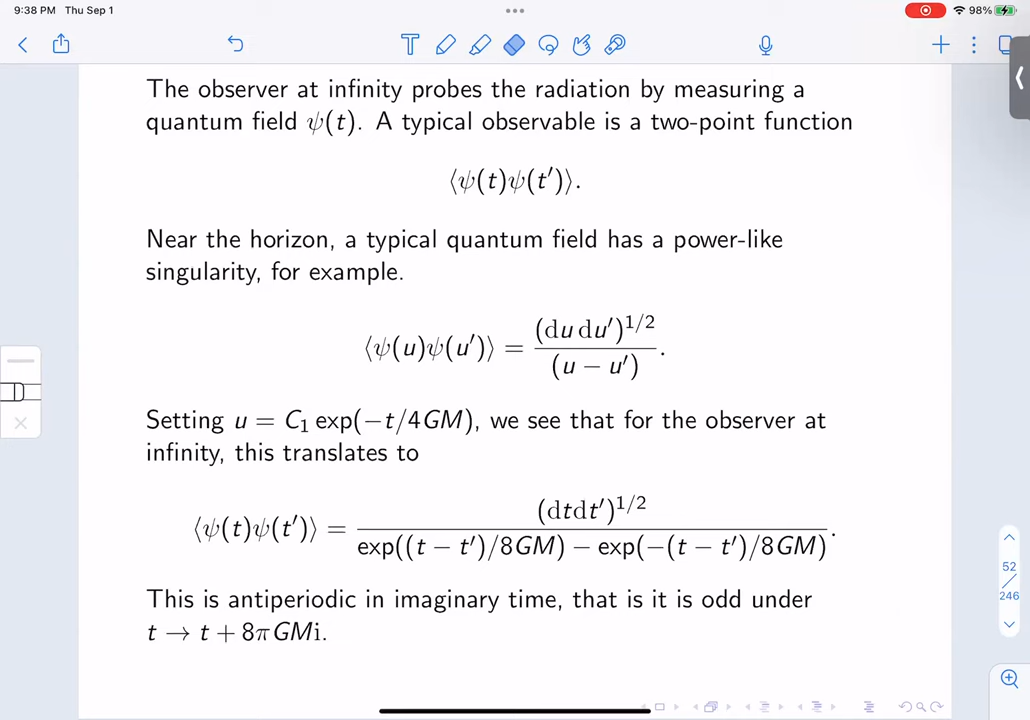 9:38 PM Thu Sep 1
98%
The observer at infinity probes the radiation by measuring a
quantum field ψ(t). A typical observable is a two-point function
⟨ψ(t)ψ(t′)⟩.
Near the horizon, a typical quantum field has a power-like
singularity, for example.
⟨ψ(u)ψ(u′)⟩ = (du du′)^{1/2} / (u − u′).
Setting u = C₁ exp(−t/4GM), we see that for the observer at
infinity, this translates to
⟨ψ(t)ψ(t′)⟩ = (dtdt′)^{1/2} / exp((t − t′)/8GM) − exp(−(t − t′)/8GM).
This is antiperiodic in imaginary time, that is it is odd under
t → t + 8πGMi.
52
/
246